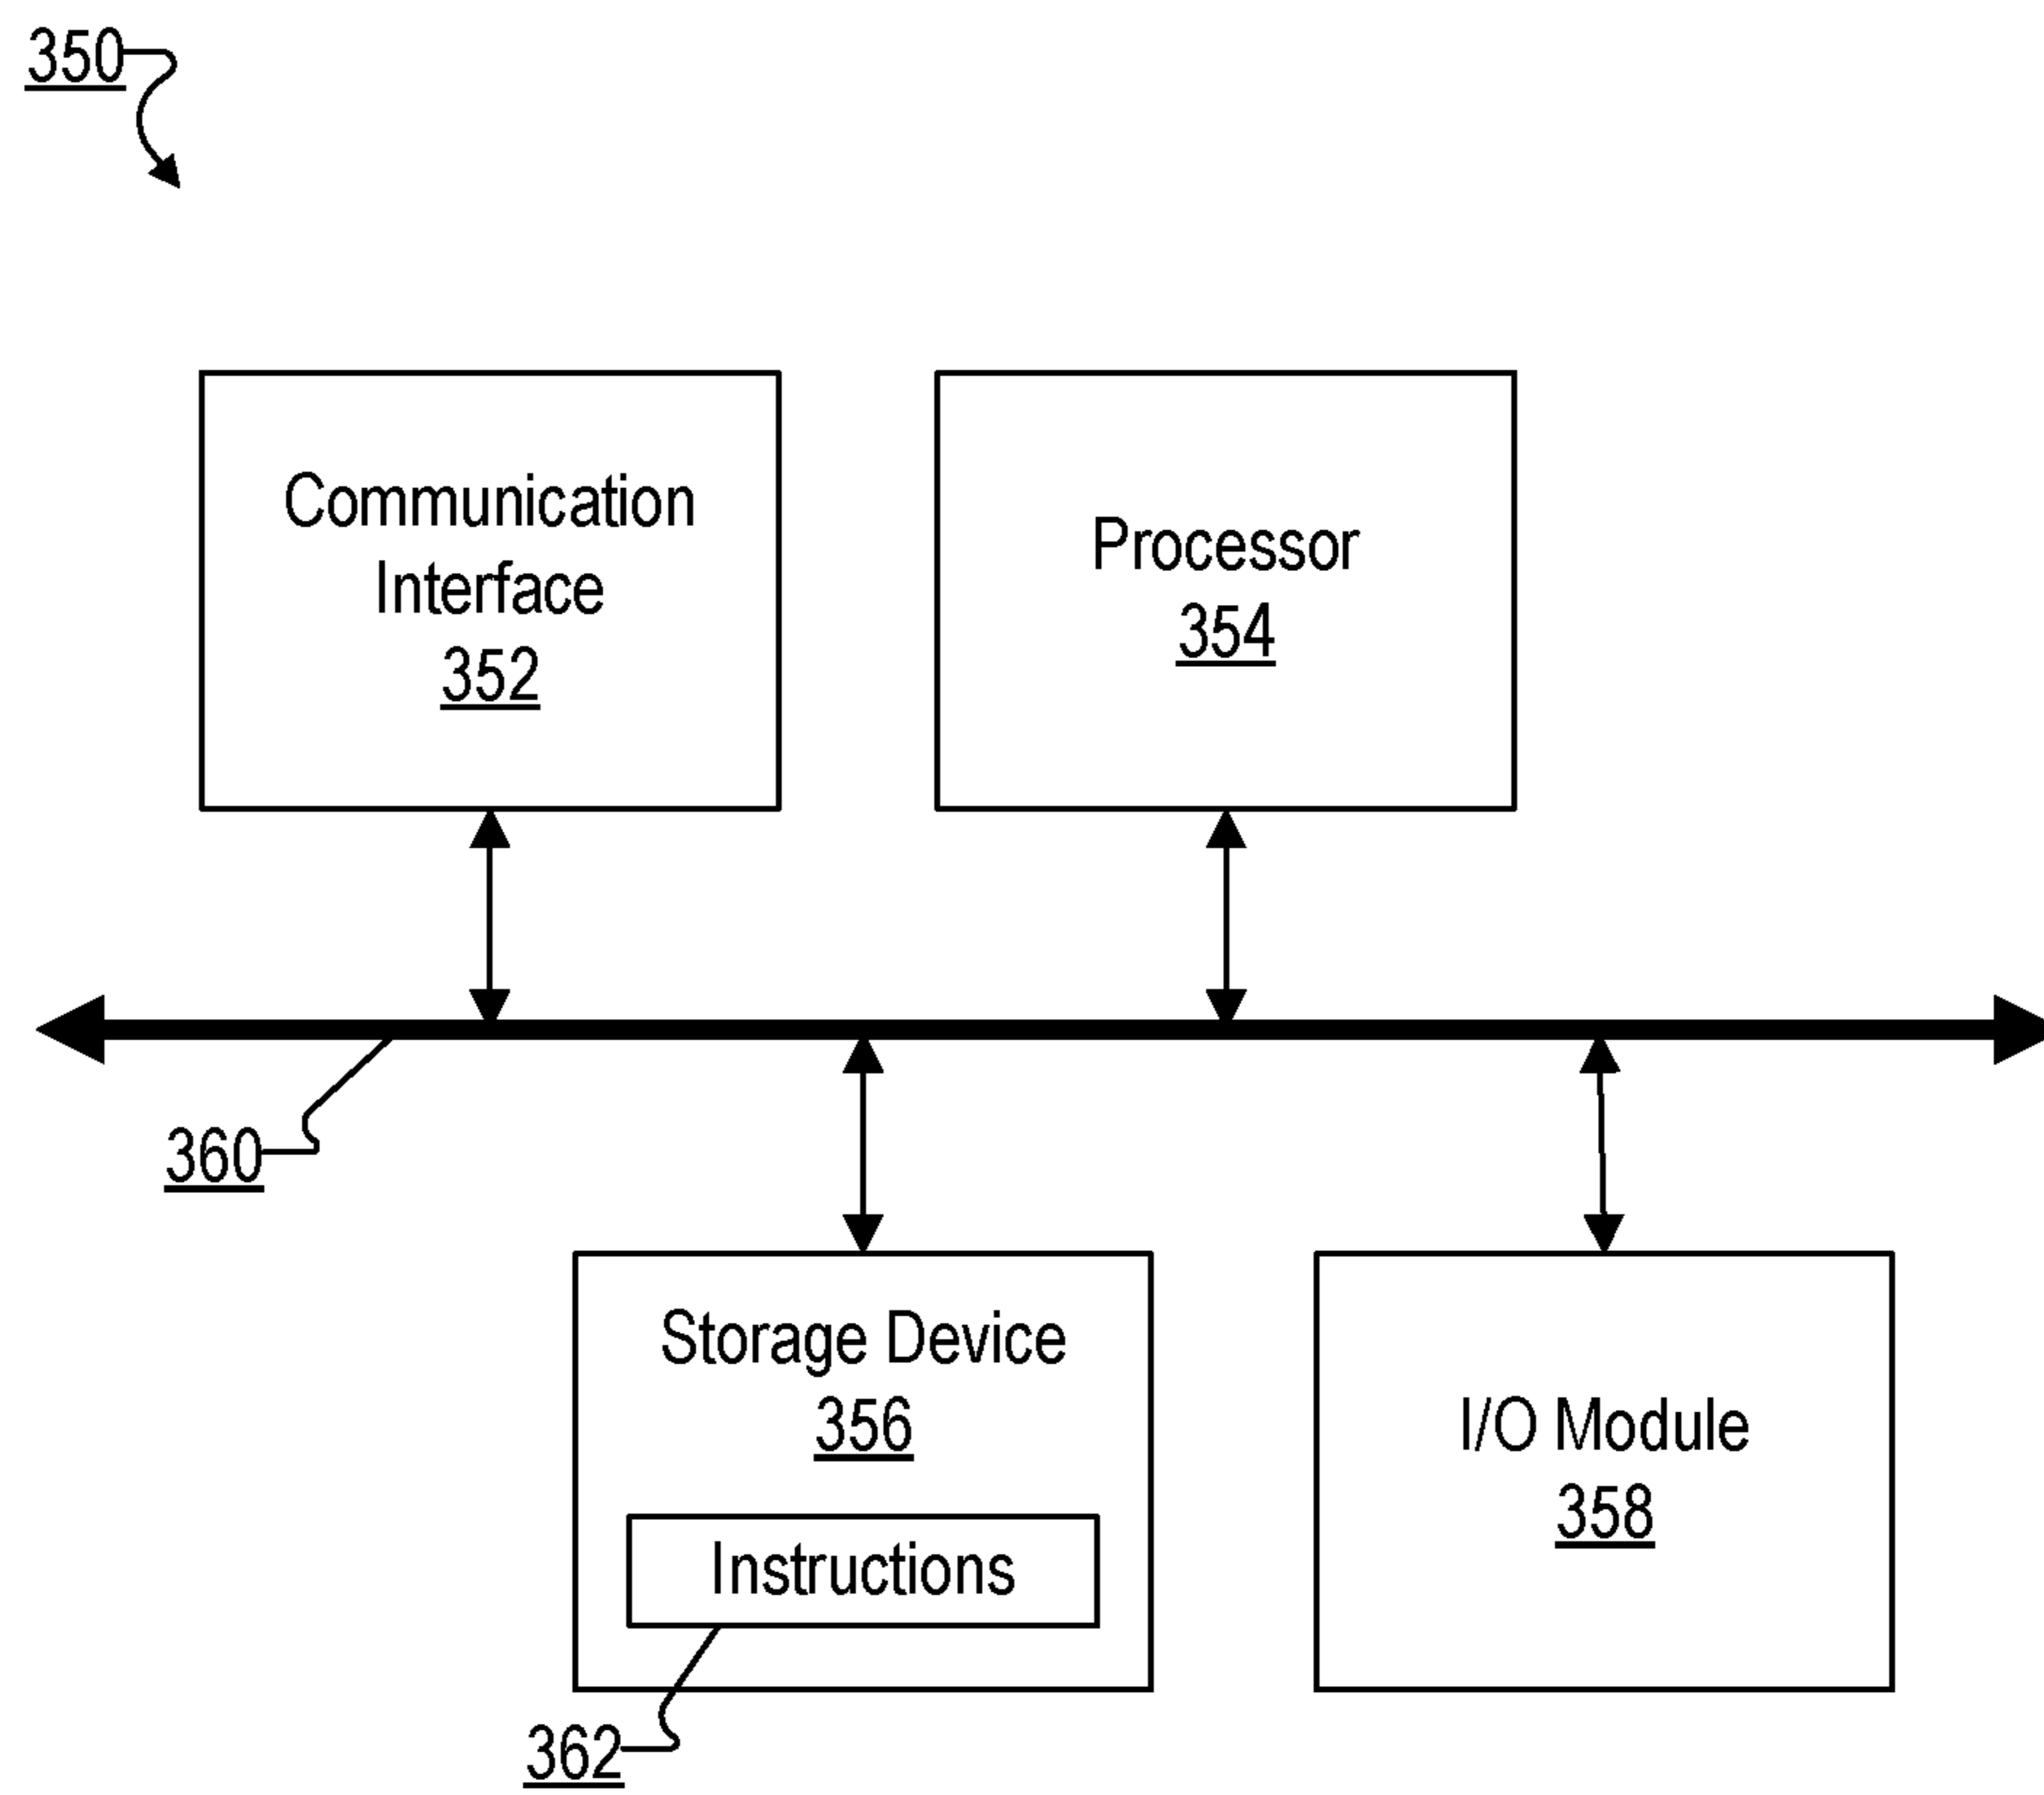 350
Communication
Interface
352
Processor
354
360
Storage Device
356
Instructions
362
I/O Module
358